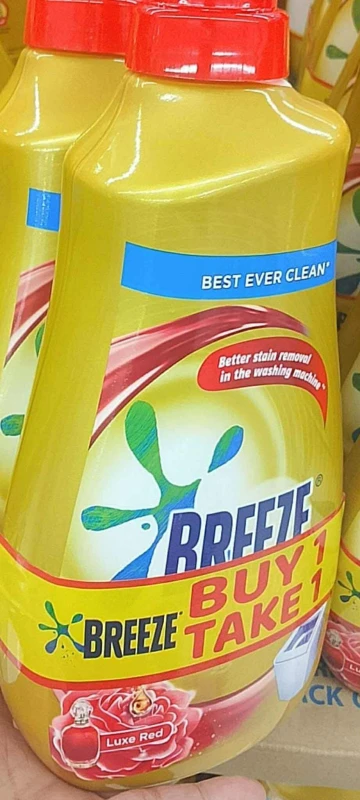 BEST EVER CLEAN*
Better stain removal
in the washing machine**
BREEZE®
BUY 1
TAKE 1
BREEZE
Luxe Red